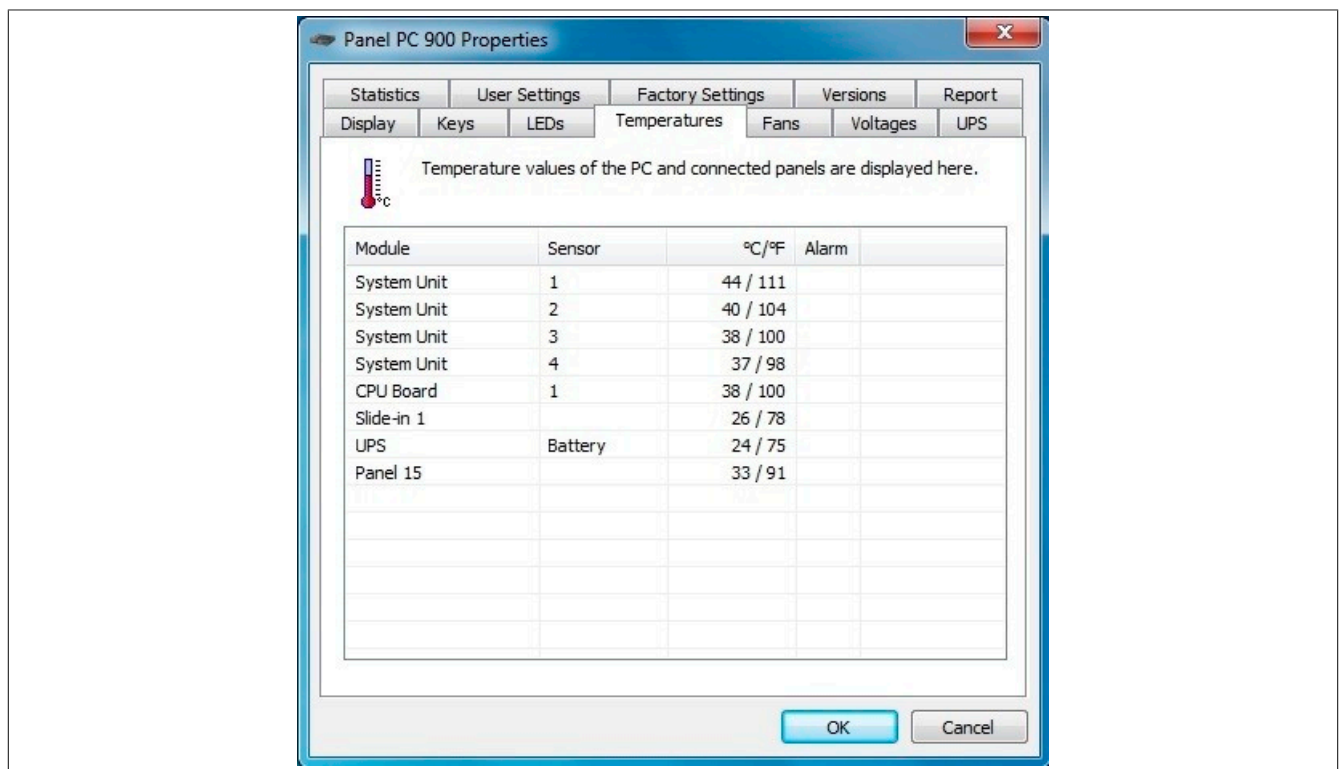 Panel PC 900 Properties
Statistics User Settings Factory Settings Versions Report
Display Keys LEDs Temperatures Fans Voltages UPS
°C
Temperature values of the PC and connected panels are displayed here.
Module Sensor °C/°F Alarm
System Unit 1 44 / 111
System Unit 2 40 / 104
System Unit 3 38 / 100
System Unit 4 37 / 98
CPU Board 1 38 / 100
Slide-in 1 26 / 78
UPS Battery 24 / 75
Panel 15 33 / 91
OK Cancel